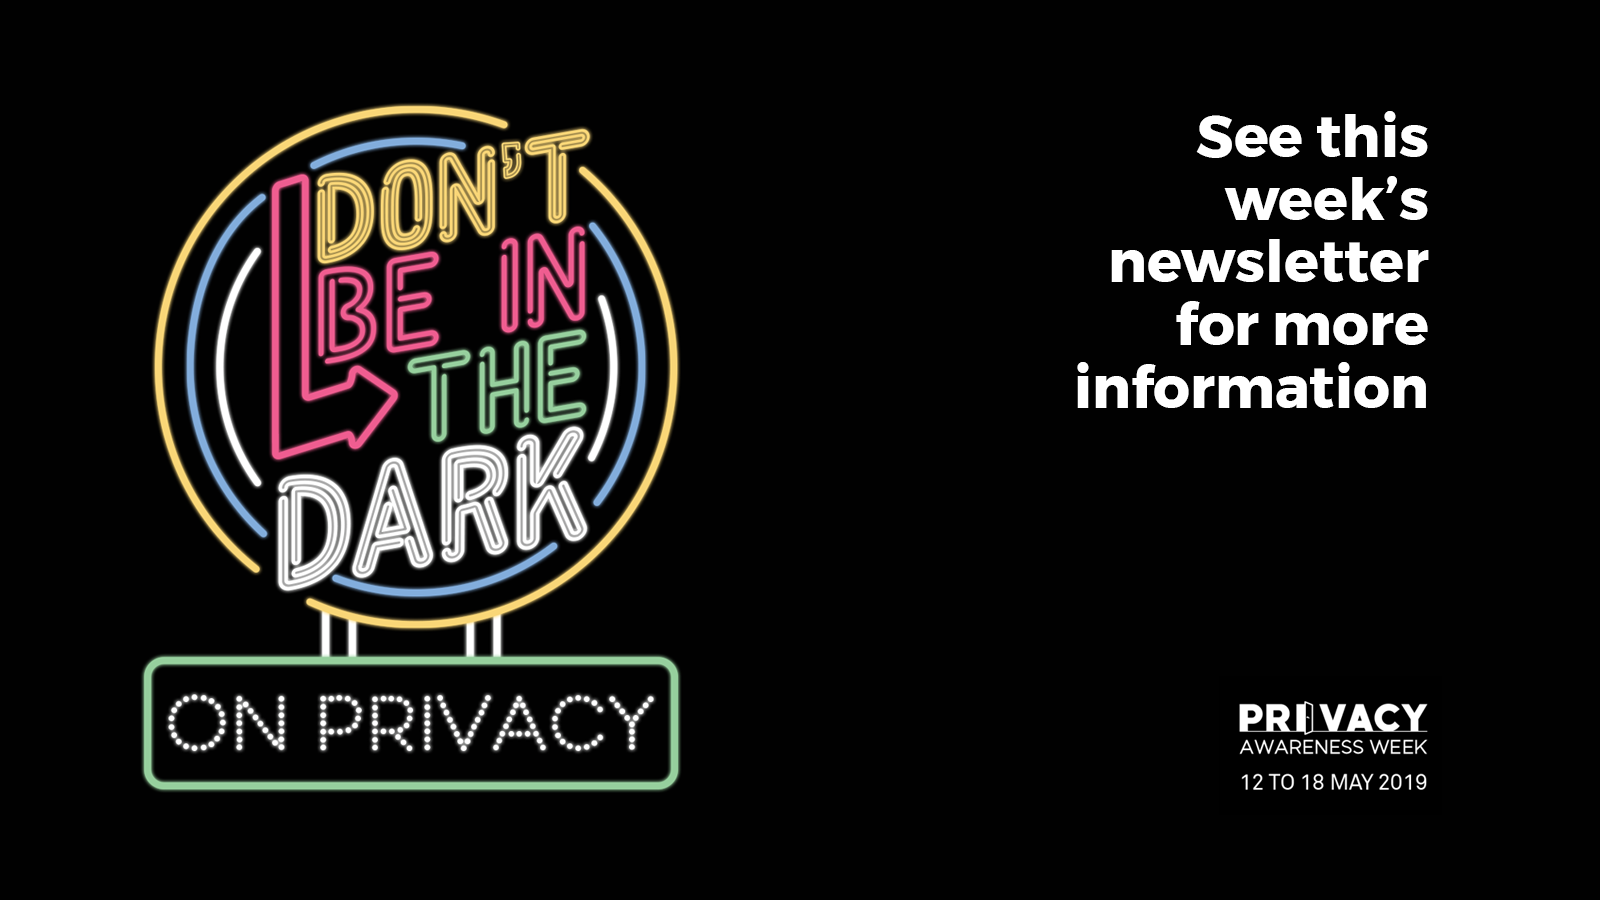 DON'T
BE IN
THE
DARK
ON PRIVACY
See this
week’s
newsletter
for more
information
PRIVACY
AWARENESS WEEK
12 TO 18 MAY 2019